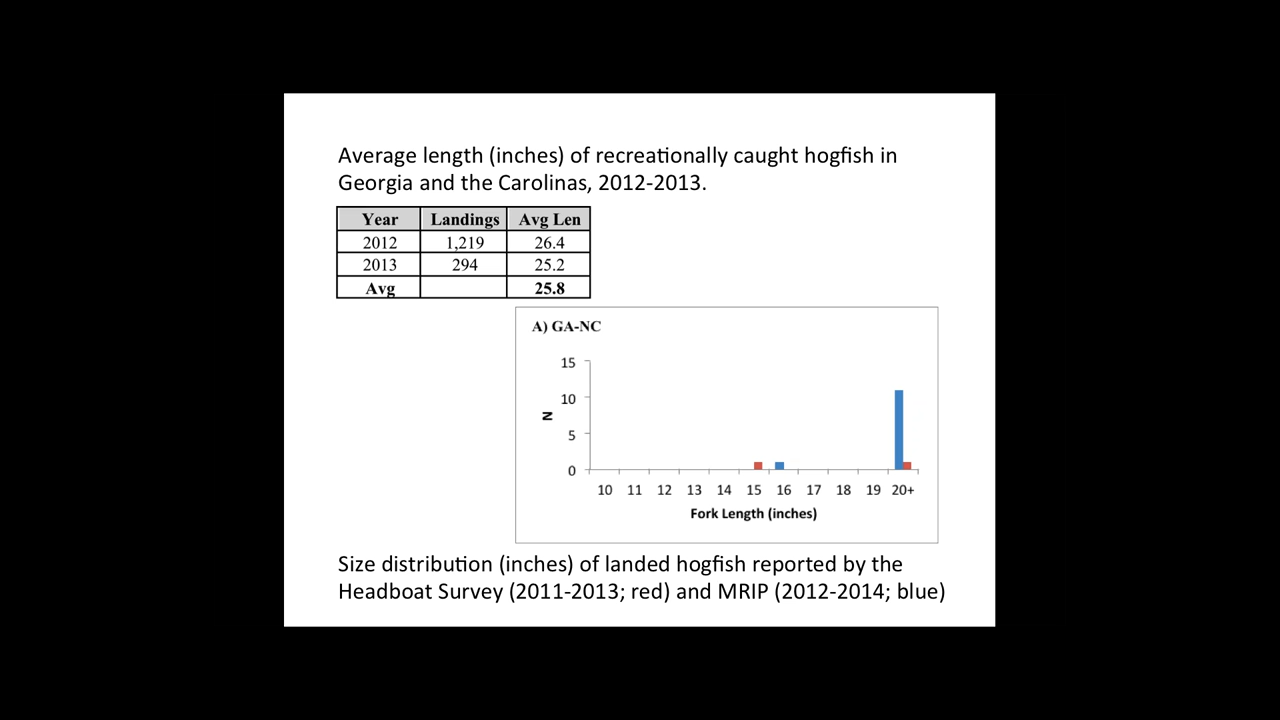 Average length (inches) of recreationally caught hogfish in
Georgia and the Carolinas, 2012-2013.
Year Landings Avg Len
2012 1,219 26.4
2013 294 25.2
Avg 25.8
A) GA-NC
15
10
5
0
N
10 11 12 13 14 15 16 17 18 19 20+
Fork Length (inches)
Size distribution (inches) of landed hogfish reported by the
Headboat Survey (2011-2013; red) and MRIP (2012-2014; blue)